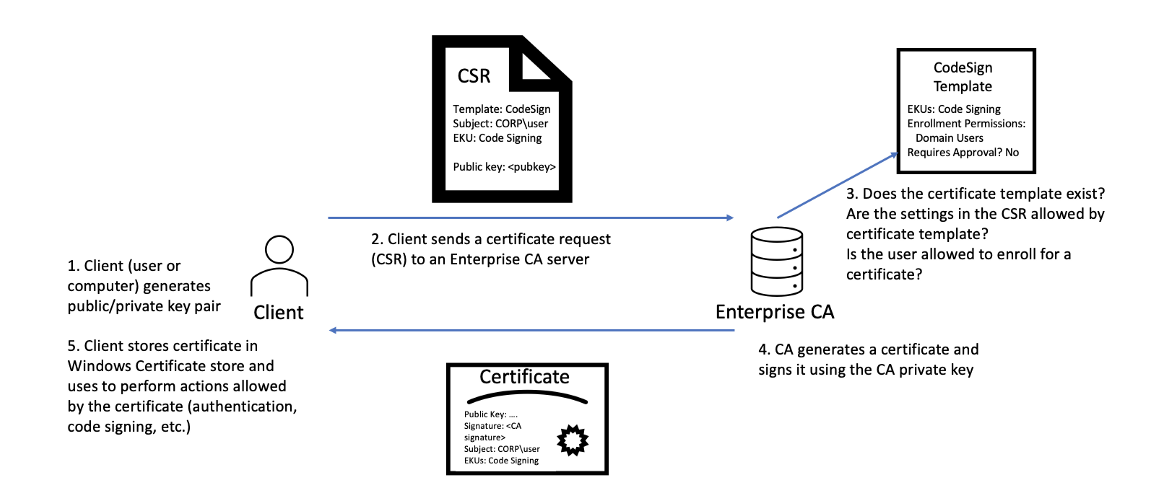 CSR
Template: CodeSign
Subject: CORP\user
EKU: Code Signing
Public key: <pubkey>
CodeSign
Template
EKUs: Code Signing
Enrollment Permissions:
Domain Users
Requires Approval? No
3. Does the certificate template exist?
Are the settings in the CSR allowed by
certificate template?
Is the user allowed to enroll for a
certificate?
2. Client sends a certificate request
(CSR) to an Enterprise CA server
1. Client (user or
computer) generates
public/private key pair
Client
Enterprise CA
5. Client stores certificate in
Windows Certificate store and
uses to perform actions allowed
by the certificate (authentication,
code signing, etc.)
4. CA generates a certificate and
signs it using the CA private key
Certificate
Public Key: ....
Signature: <CA
signature>
Subject: CORP\user
EKUs: Code Signing